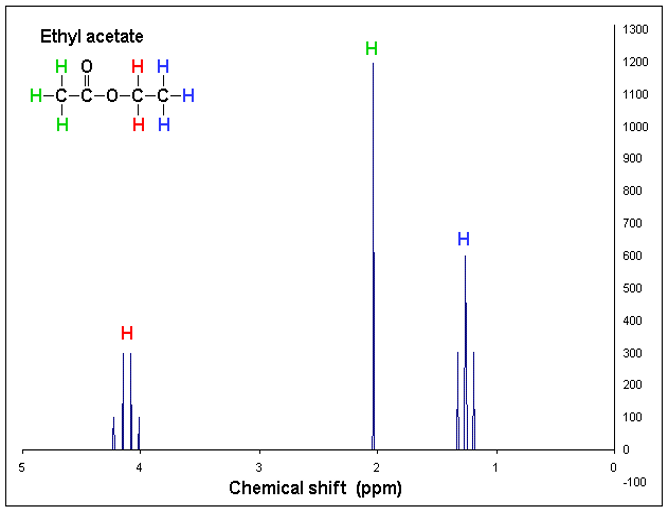 Ethyl acetate
H O H H
H C C O C C H
H H H
H
H
H
1300
1200
1100
1000
900
800
700
600
500
400
300
200
100
0
-100
5 4 3 2 1 0
Chemical shift (ppm)